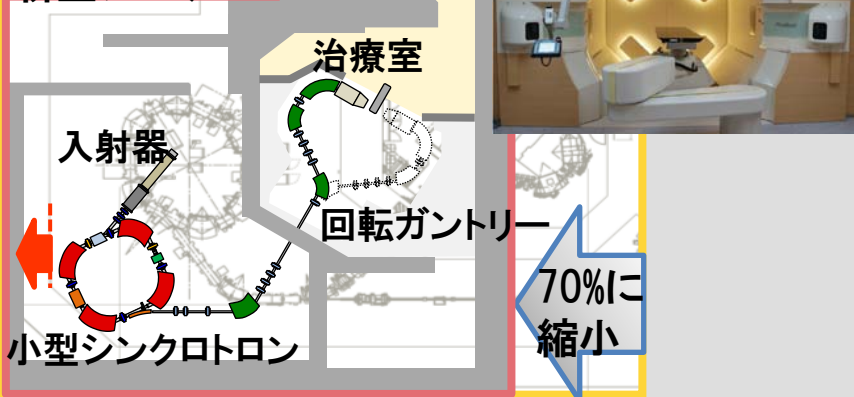 治療室
入射器
回転ガントリー
70%に
縮小
小型シンクロトロン